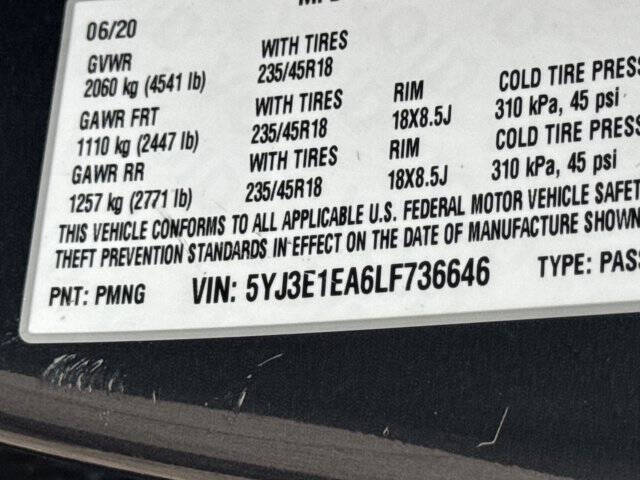 06/20
GVWR WITH TIRES
2060 kg (4541 lb) 235/45R18
GAWR FRT WITH TIRES RIM COLD TIRE PRESS
1110 kg (2447 lb) 235/45R18 18X8.5J 310 kPa, 45 psi
GAWR RR WITH TIRES RIM COLD TIRE PRESS
1257 kg (2771 lb) 235/45R18 18X8.5J 310 kPa, 45 psi
THIS VEHICLE CONFORMS TO ALL APPLICABLE U.S. FEDERAL MOTOR VEHICLE SAFET
THEFT PREVENTION STANDARDS IN EFFECT ON THE DATE OF MANUFACTURE SHOWN
PNT: PMNG VIN: 5YJ3E1EA6LF736646 TYPE: PASS